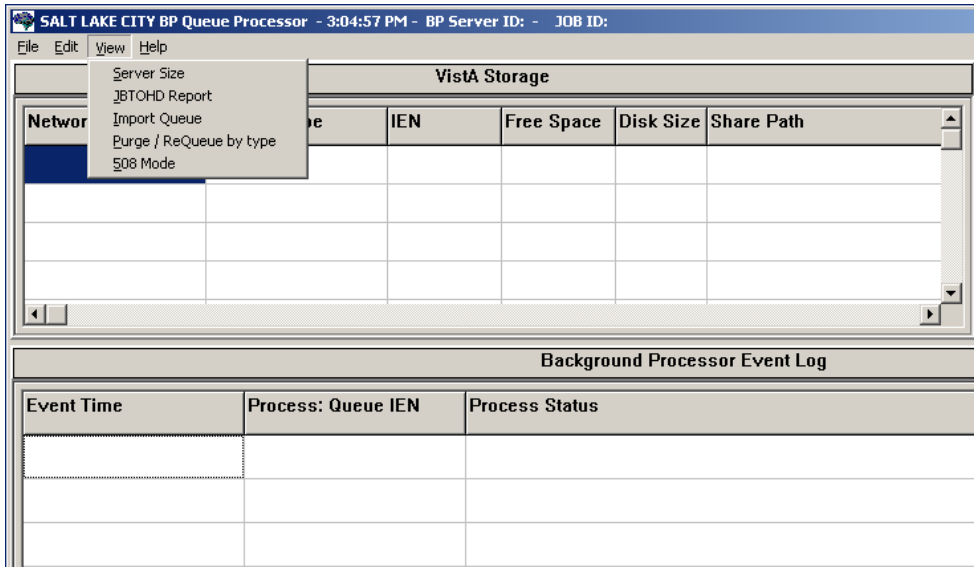 SALT LAKE CITY BP Queue Processor - 3:04:57 PM - BP Server ID: - JOB ID:
File Edit View Help
Server Size
JBTOHD Report
Import Queue
Purge / ReQueue by type
508 Mode
VistA Storage
IEN Free Space Disk Size Share Path
Background Processor Event Log
Event Time Process: Queue IEN Process Status